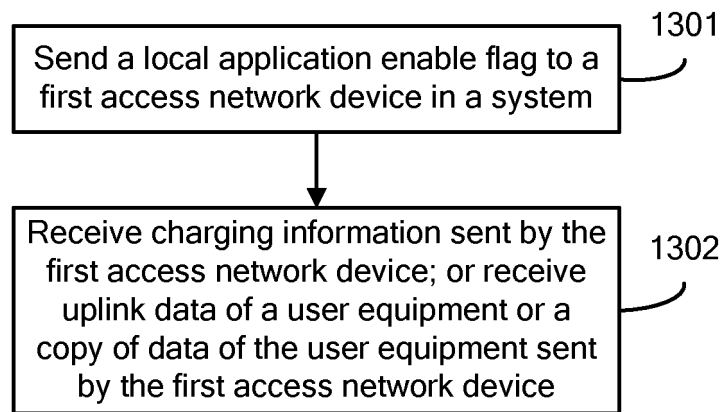 1301
Send a local application enable flag to a
first access network device in a system
1302
Receive charging information sent by the
first access network device; or receive
uplink data of a user equipment or a
copy of data of the user equipment sent
by the first access network device